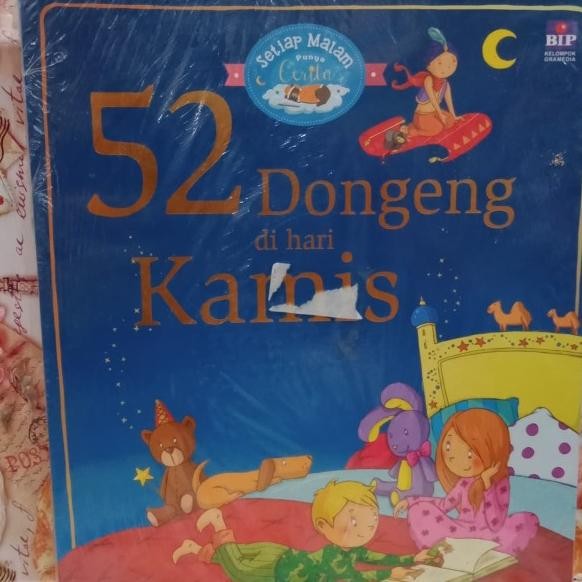 Setiap Malam
Punya
Cerita
BIP
KELOMPOK
GRAMEDIA
52 Dongeng
di hari
Kamis